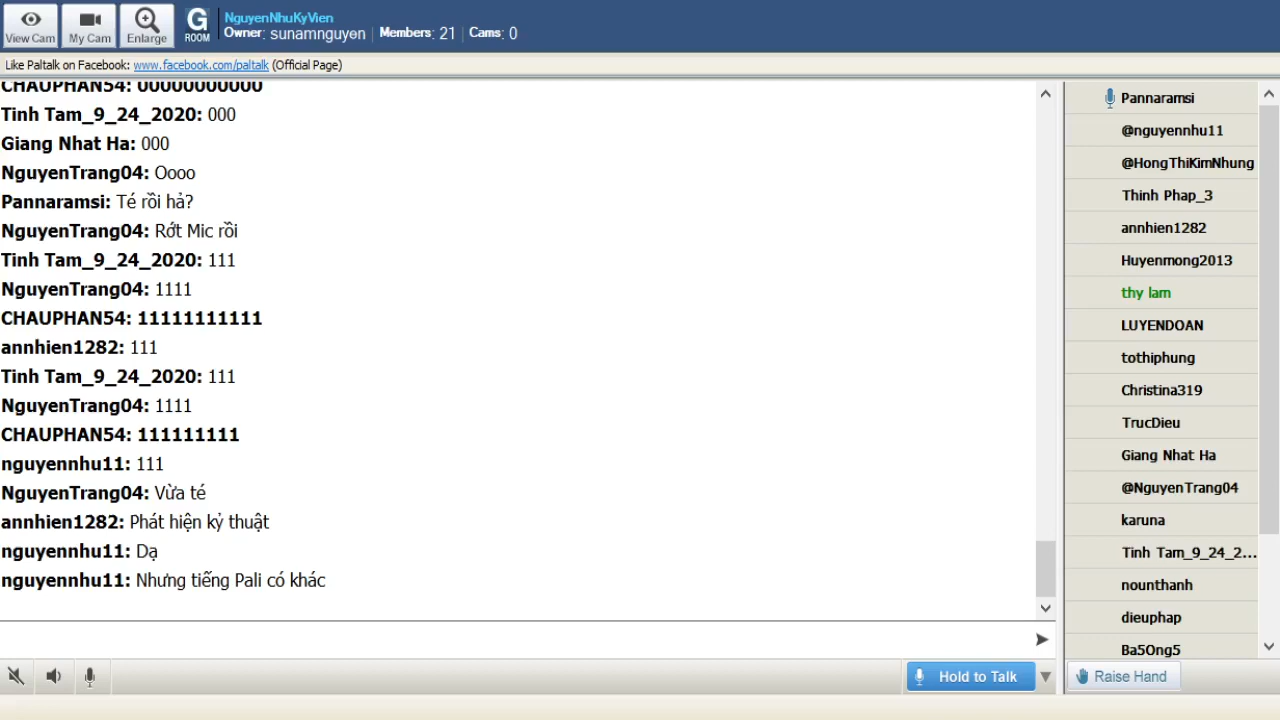 View Cam
My Cam
Enlarge
G
ROOM
NguyenNhuKyVien
Owner: sunamnguyen
Members: 21
Cams: 0
Like Paltalk on Facebook: www.facebook.com/paltalk (Official Page)
CHAUPHAN54: 00000000000
Tinh Tam_9_24_2020: 000
Giang Nhat Ha: 000
NguyenTrang04: Oooo
Pannaramsi: Té rồi hả?
NguyenTrang04: Rớt Mic rồi
Tinh Tam_9_24_2020: 111
NguyenTrang04: 1111
CHAUPHAN54: 11111111111
annhien1282: 111
Tinh Tam_9_24_2020: 111
NguyenTrang04: 1111
CHAUPHAN54: 111111111
nguyennhu11: 111
NguyenTrang04: Vừa té
annhien1282: Phát hiện kỷ thuật
nguyennhu11: Dạ
nguyennhu11: Nhưng tiếng Pali có khác
Pannaramsi
@nguyennhu11
@HongThiKimNhung
Thinh Phap_3
annhien1282
Huyenmong2013
thy lam
LUYENDOAN
tothiphung
Christina319
TrucDieu
Giang Nhat Ha
@NguyenTrang04
karuna
Tinh Tam_9_24_2...
nounthanh
dieuphap
Ba5Ong5
Hold to Talk
Raise Hand